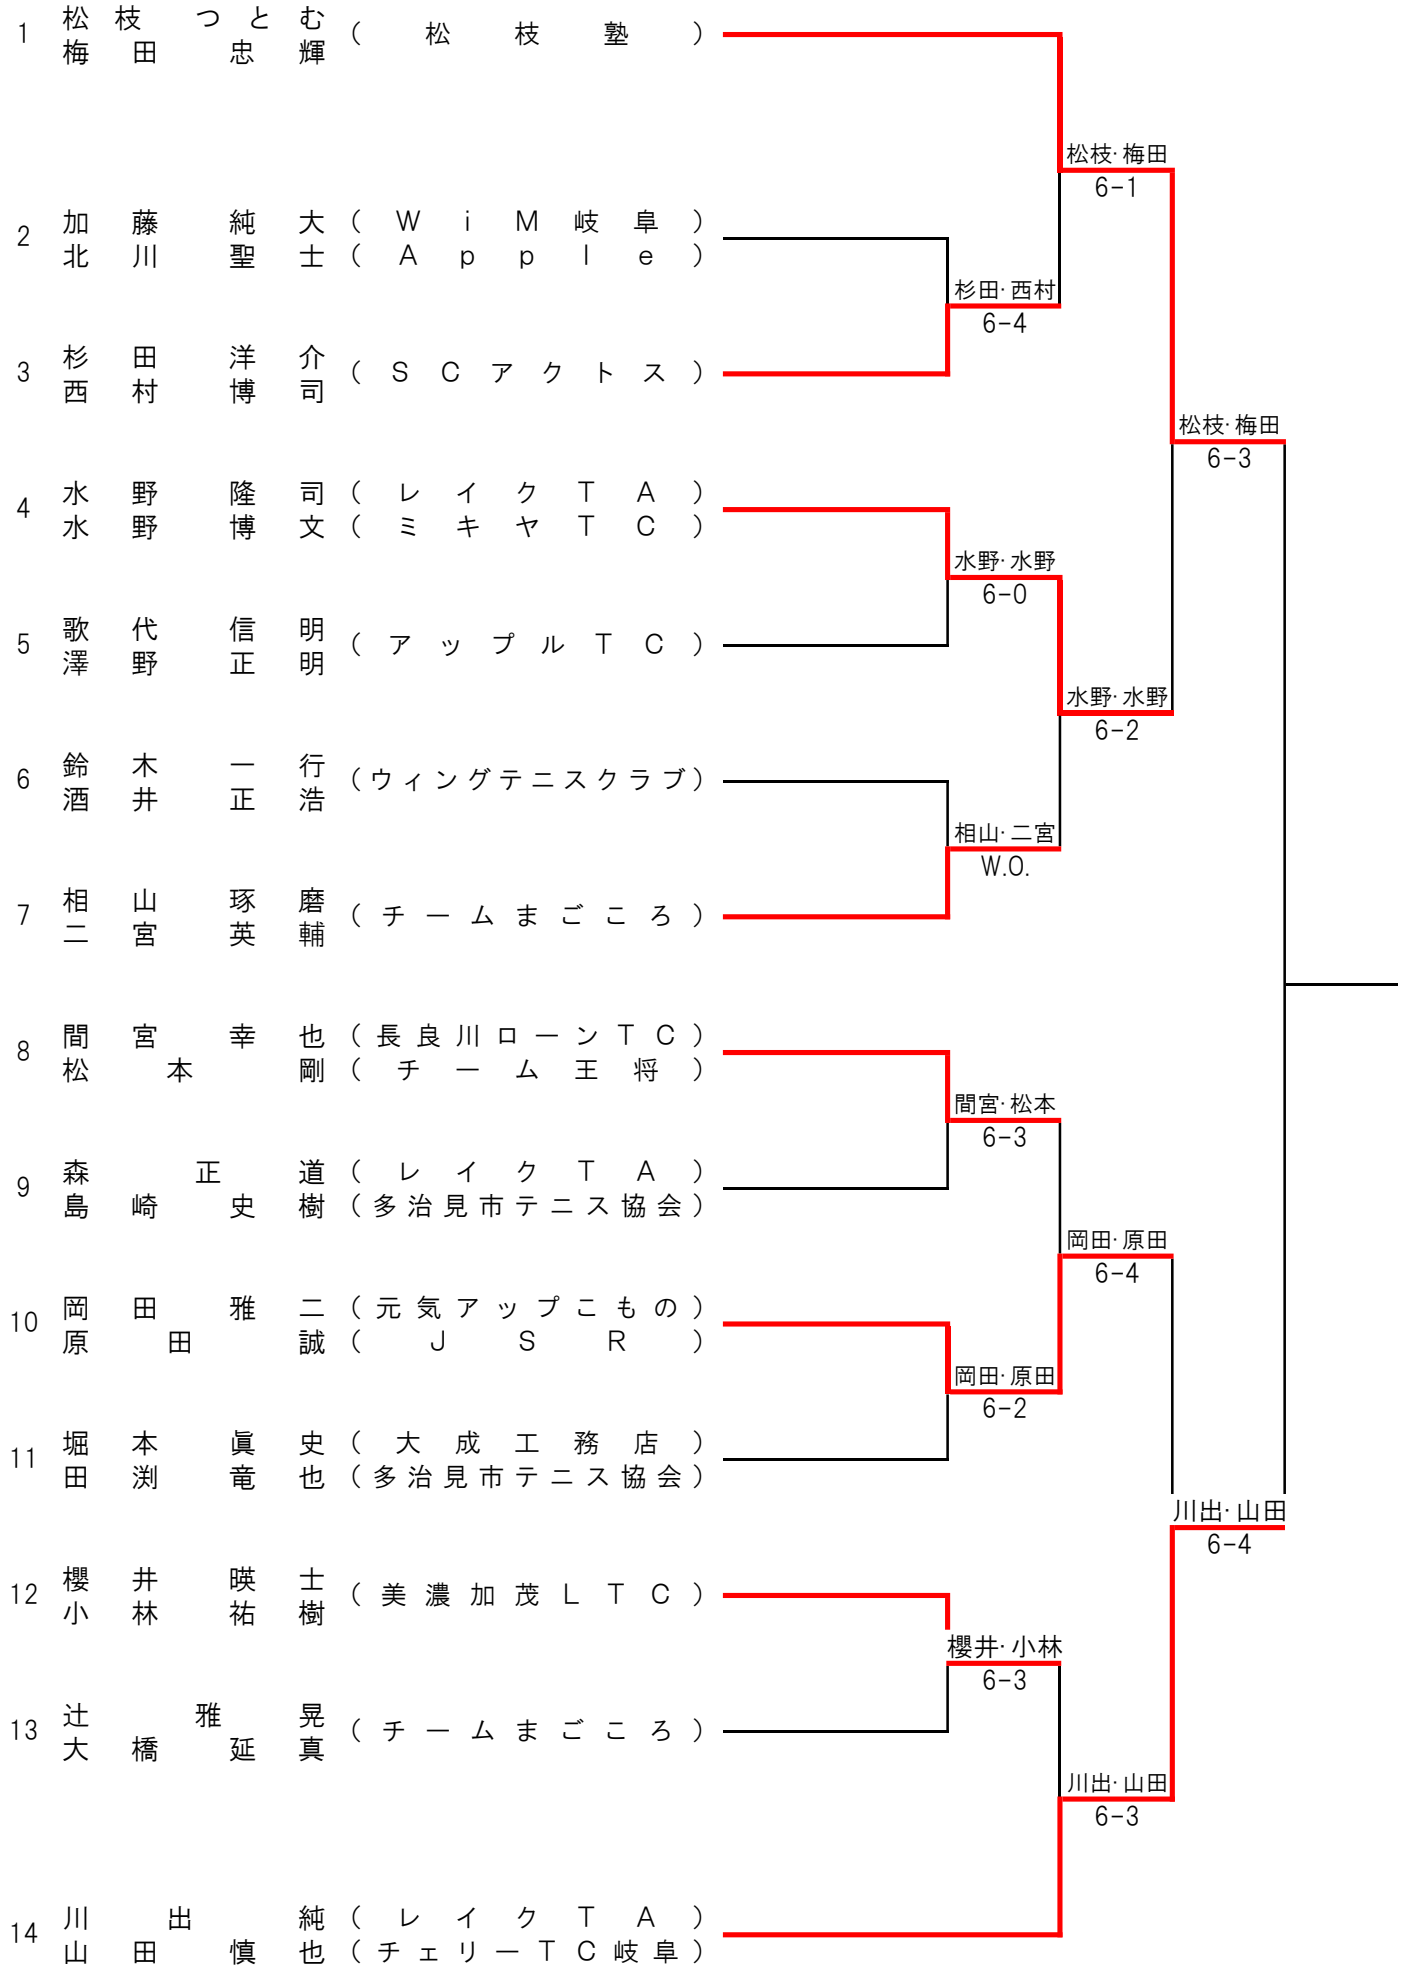 1 松枝 つとむ (松枝塾)
梅田 忠輝
松枝・梅田
6-1
2 加藤 純大 (WiM岐阜)
北川 聖士 (Apple)
杉田・西村
6-4
3 杉田 洋介 (SCアクトス)
西村 博司
松枝・梅田
6-3
4 水野 隆司 (レイクTA)
水野 博文 (ミキヤTC)
水野・水野
6-0
5 歌代 信明 (アップルTC)
澤野 正明
水野・水野
6-2
6 鈴木 一行 (ウィングテニスクラブ)
酒井 正浩
相山・二宮
W.O.
7 相山 琢磨 (チームまごころ)
二宮 英輔
8 間宮 幸也 (長良川ローンTC)
松本 剛 (チーム王将)
間宮・松本
6-3
9 森 正道 (レイクTA)
島崎 史樹 (多治見市テニス協会)
岡田・原田
6-4
10 岡田 雅二 (元気アップこもの)
原田 誠 (JSR)
岡田・原田
6-2
11 堀本 眞史 (大成工務店)
田渕 竜也 (多治見市テニス協会)
川出・山田
6-4
12 櫻井 暎士 (美濃加茂LTC)
小林 祐樹
櫻井・小林
6-3
13 辻 雅晃 (チームまごころ)
大橋 延真
川出・山田
6-3
14 川出 純 (レイクTA)
山田 慎也 (チェリーTC岐阜)